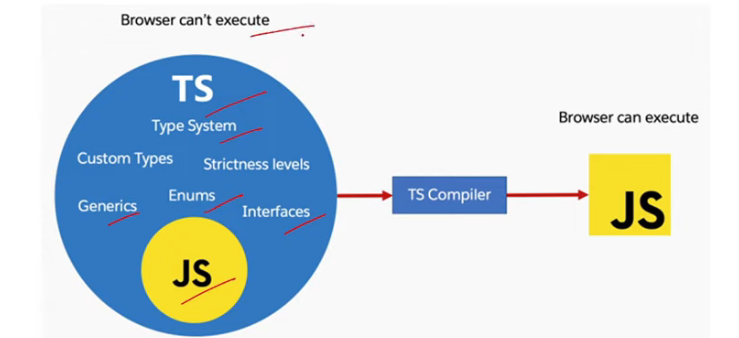 Browser can't execute
TS
Type System
Custom Types
Strictness levels
Generics
Enums
Interfaces
JS
TS Compiler
Browser can execute
JS